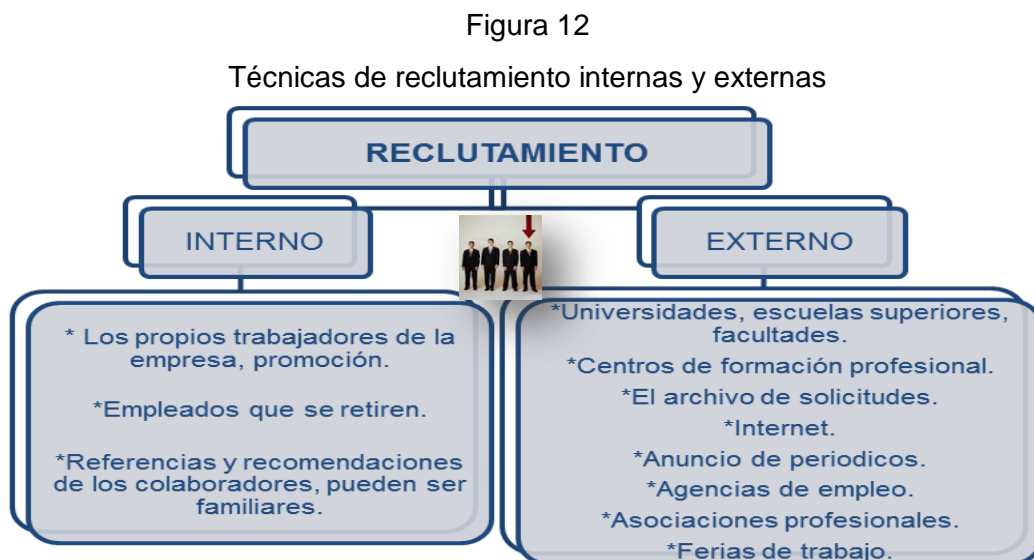 Figura 12
Técnicas de reclutamiento internas y externas
RECLUTAMIENTO
INTERNO
* Los propios trabajadores de la
empresa, promoción.
*Empleados que se retiren.
*Referencias y recomendaciones
de los colaboradores, pueden ser
familiares.
EXTERNO
*Universidades, escuelas superiores,
facultades.
*Centros de formación profesional.
*El archivo de solicitudes.
*Internet.
*Anuncio de periodicos.
*Agencias de empleo.
*Asociaciones profesionales.
*Ferias de trabajo.